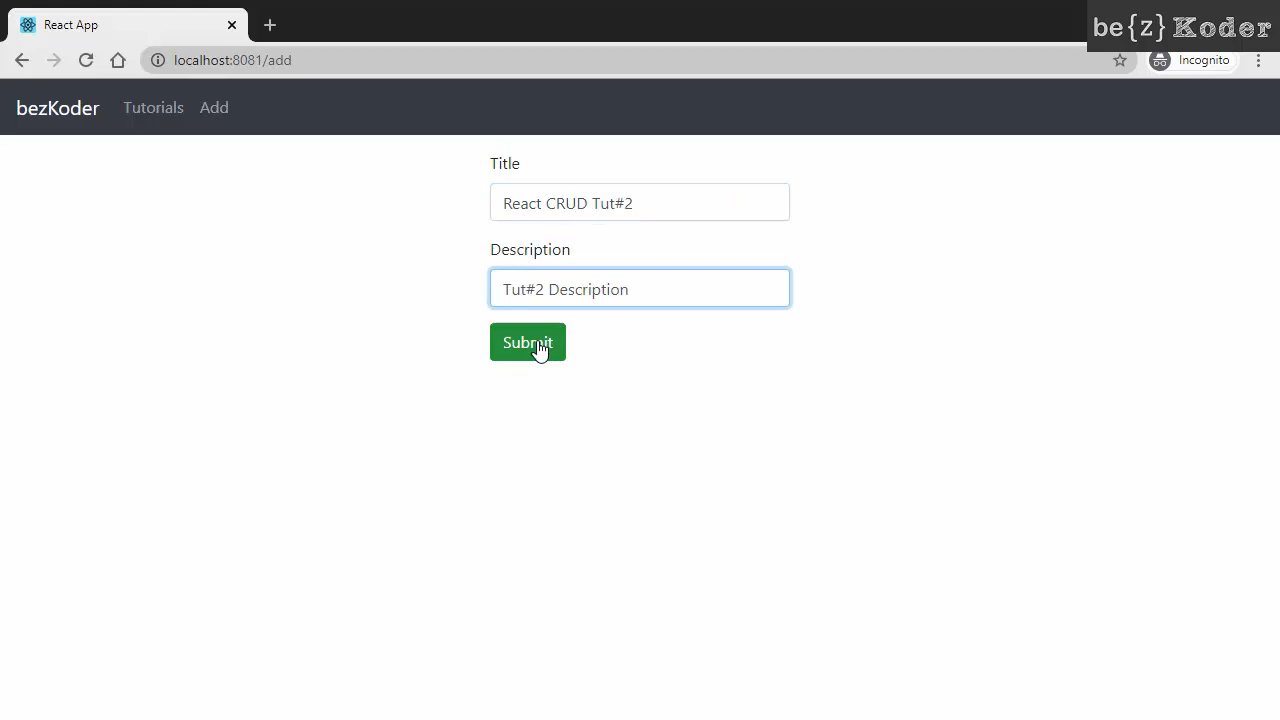 React App
be{z}Koder
localhost:8081/add
Incognito
bezKoder Tutorials Add
Title
React CRUD Tut#2
Description
Tut#2 Description
Submit